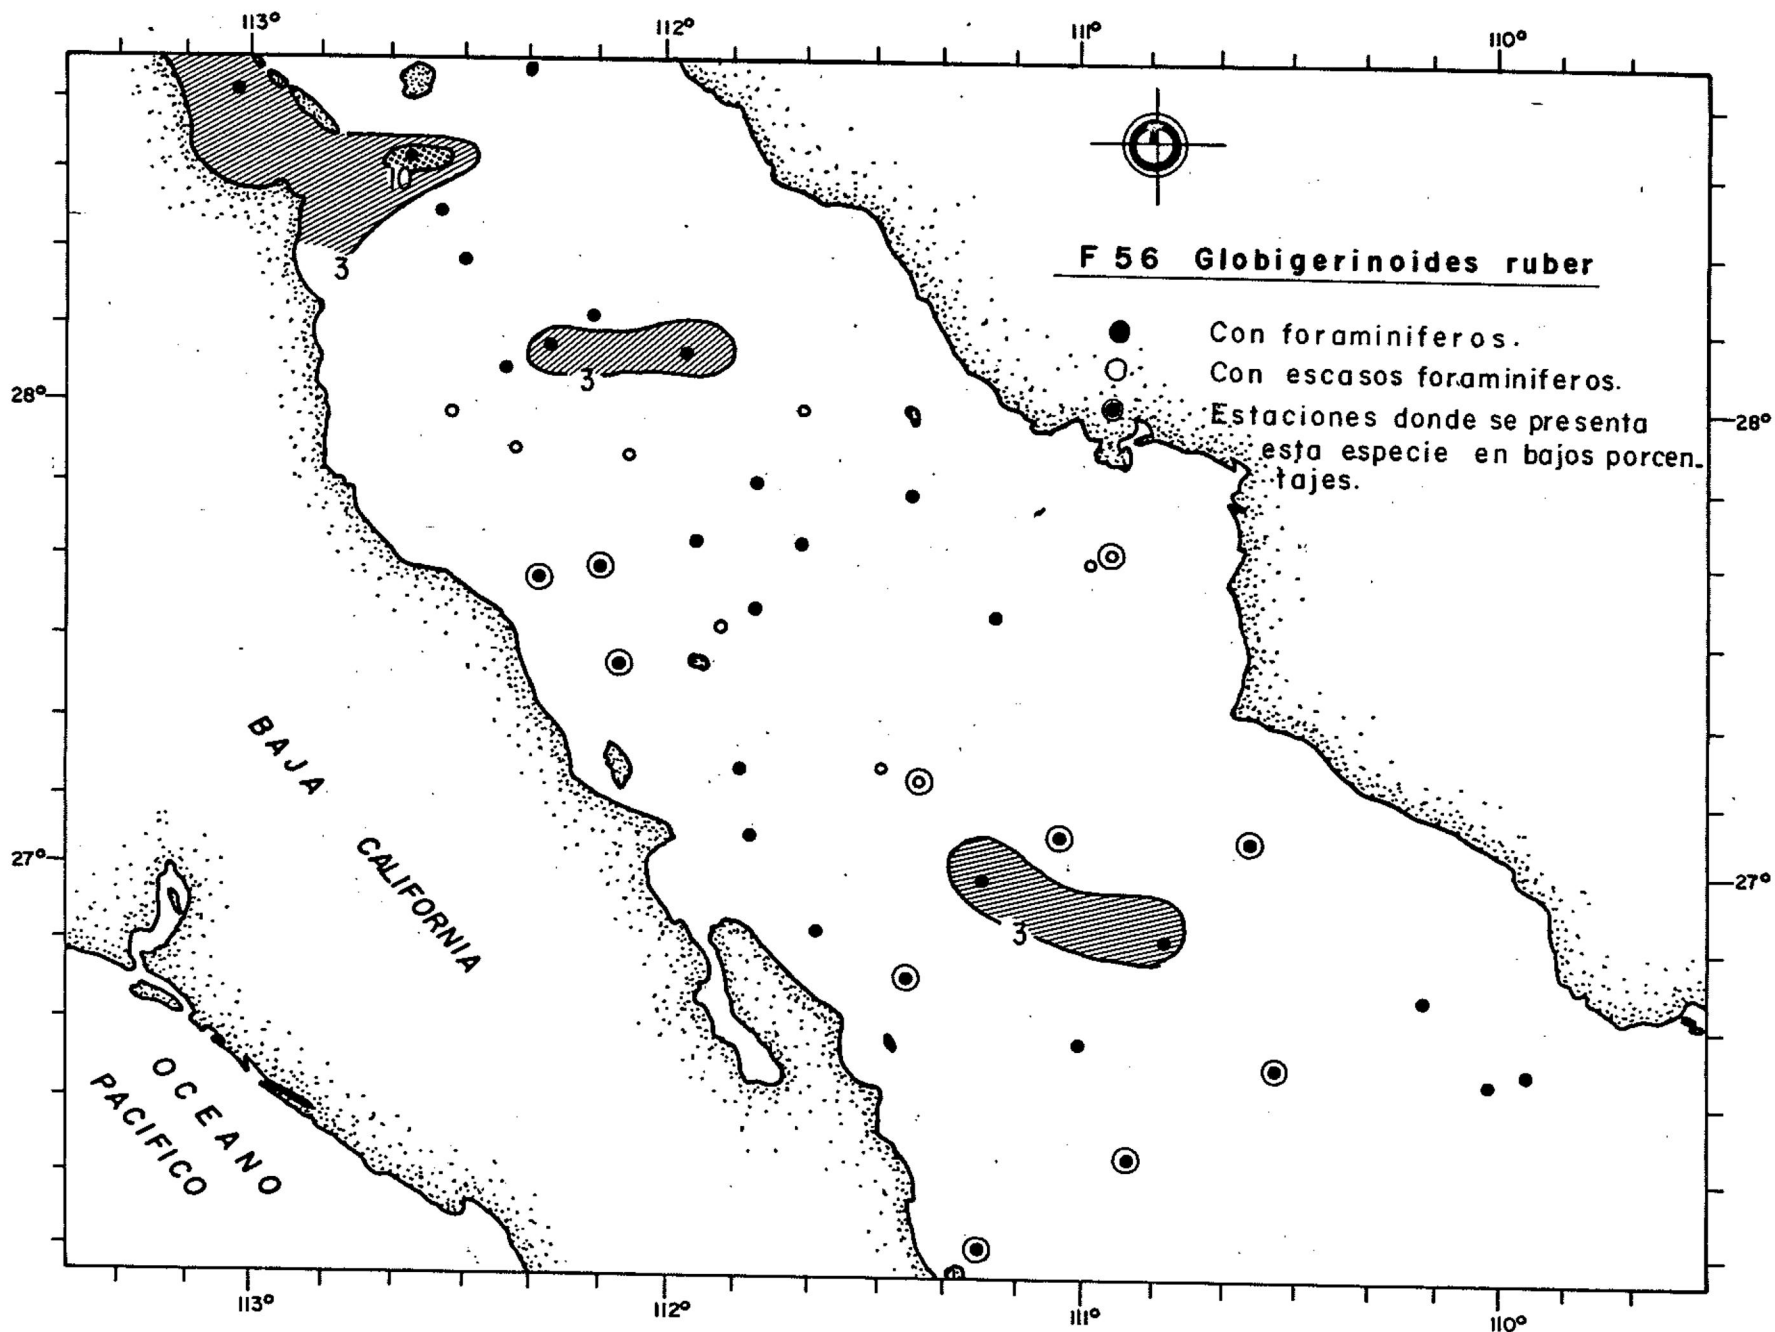 113° 112° 111° 110°
10
3
F 56 Globigerinoides ruber
Con foraminiferos.
Con escasos foraminiferos.
Estaciones donde se presenta
esta especie en bajos porcen-
tajes.
3
28° 28°
BAJA
CALIFORNIA
27° 27°
3
OCEANO
PACIFICO
113° 112° 111° 110°